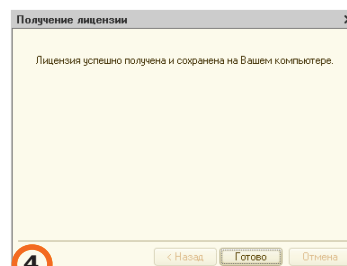 Получение лицензии
Лицензия успешно получена и сохранена на Вашем компьютере.
< Назад Готово Отмена
4